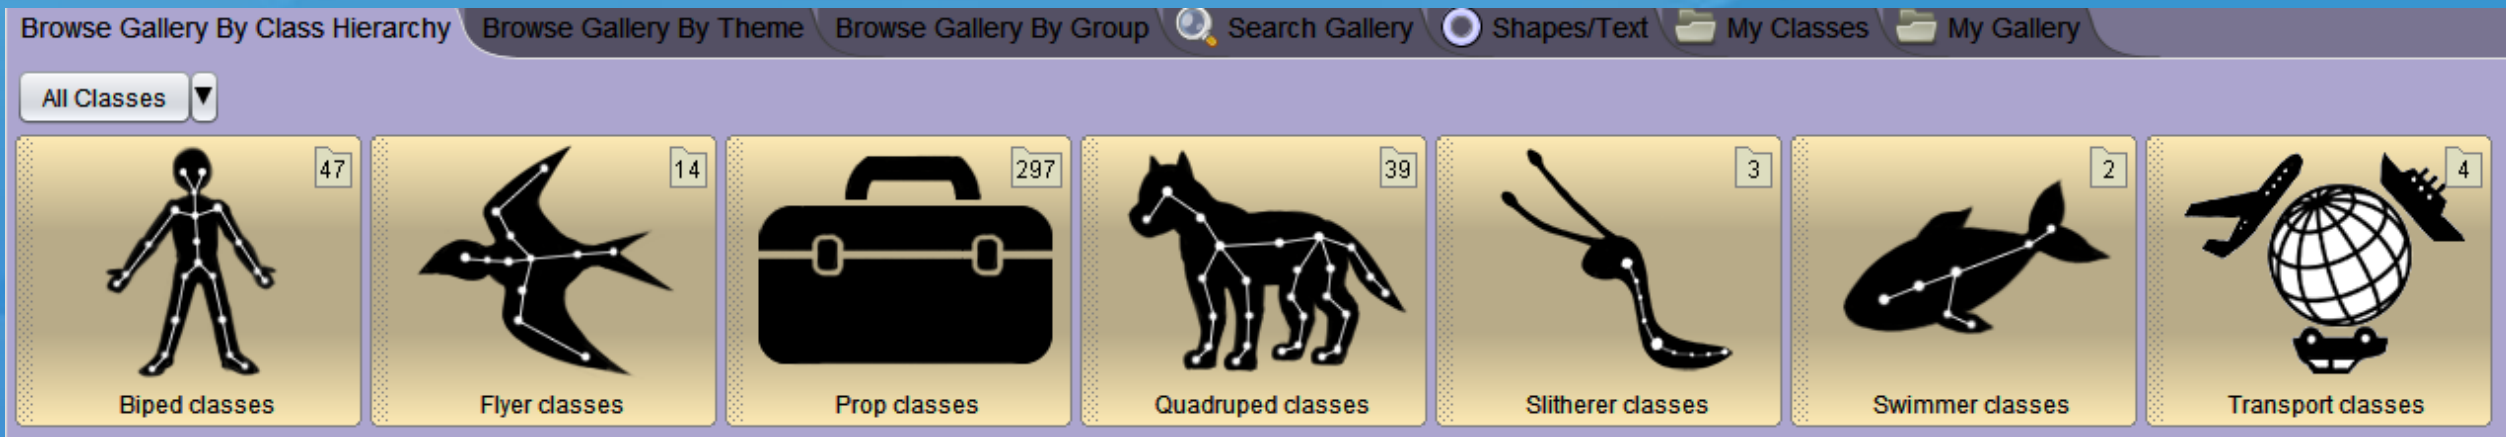 Browse Gallery By Class Hierarchy Browse Gallery By Theme Browse Gallery By Group Search Gallery Shapes/Text My Classes My Gallery
All Classes
47 14 297 39 3 2 4
Biped classes Flyer classes Prop classes Quadruped classes Slitherer classes Swimmer classes Transport classes